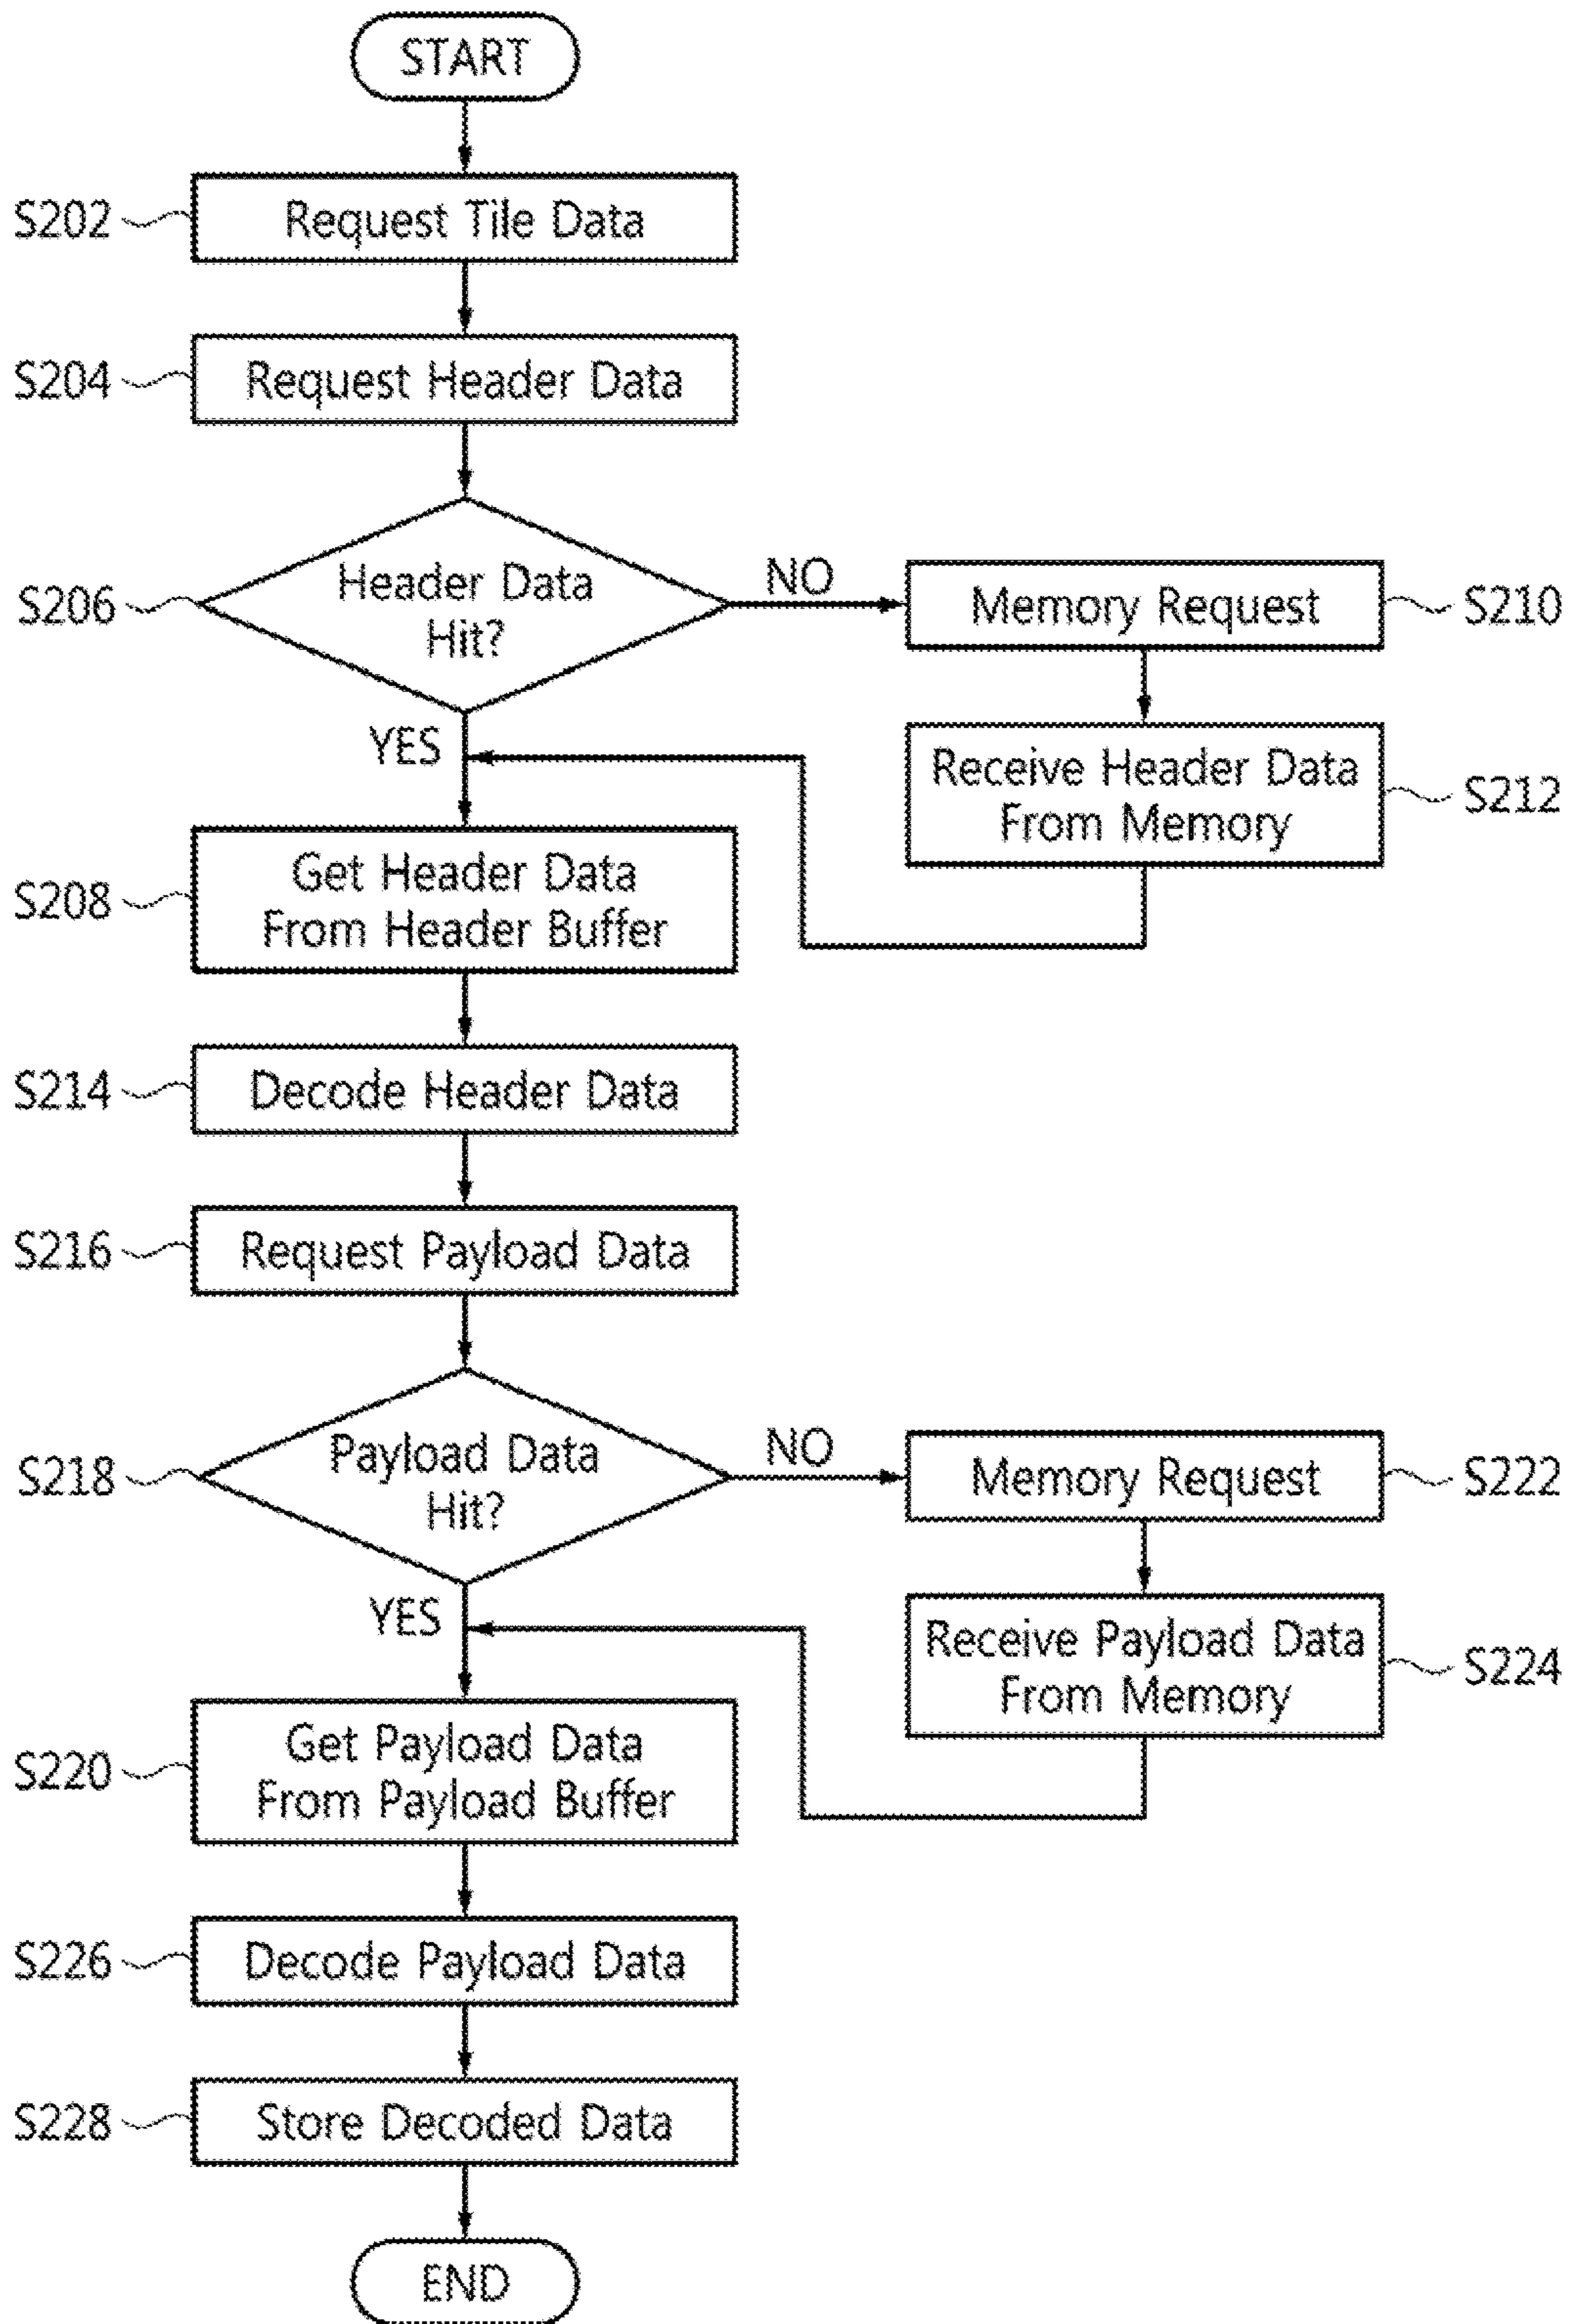 START
S202
Request Tile Data
S204
Request Header Data
S206
Header Data
Hit?
NO
Memory Request
S210
YES
Receive Header Data
From Memory
S212
S208
Get Header Data
From Header Buffer
S214
Decode Header Data
S216
Request Payload Data
S218
Payload Data
Hit?
NO
Memory Request
S222
YES
Receive Payload Data
From Memory
S224
S220
Get Payload Data
From Payload Buffer
S226
Decode Payload Data
S228
Store Decoded Data
END